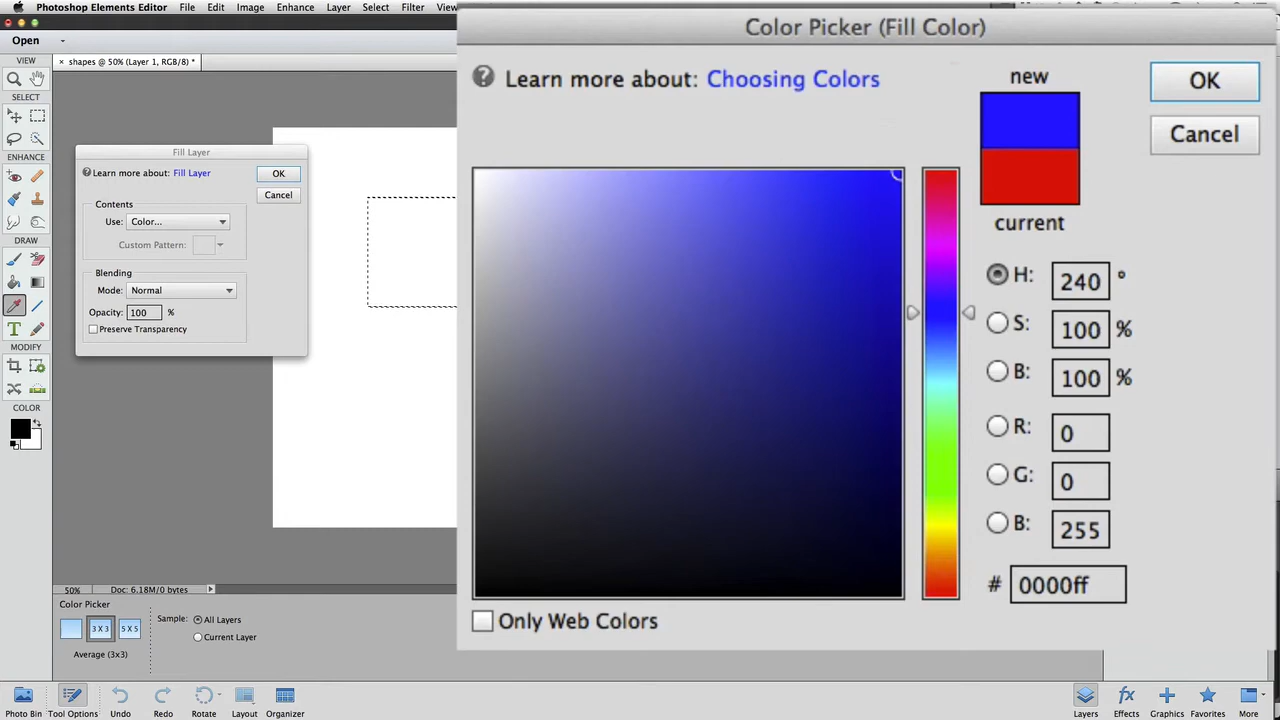 Photoshop Elements Editor File Edit Image Enhance Layer Select Filter
Open
shapes @ 50% (Layer 1, RGB/8) *
VIEW
SELECT
ENHANCE
DRAW
MODIFY
COLOR
Fill Layer
Learn more about: Fill Layer
OK
Cancel
Contents
Use: Color...
Custom Pattern:
Blending
Mode: Normal
Opacity: 100 %
Preserve Transparency
Color Picker (Fill Color)
Learn more about: Choosing Colors
new
current
OK
Cancel
H: 240 °
S: 100 %
B: 100 %
R: 0
G: 0
B: 255
# 0000ff
Only Web Colors
50% Doc: 6.18M/0 bytes
Color Picker
3 X 3 5 X 5
Average (3x3)
Sample: All Layers
Current Layer
Photo Bin Tool Options Undo Redo Rotate Layout Organizer
Layers Effects Graphics Favorites More